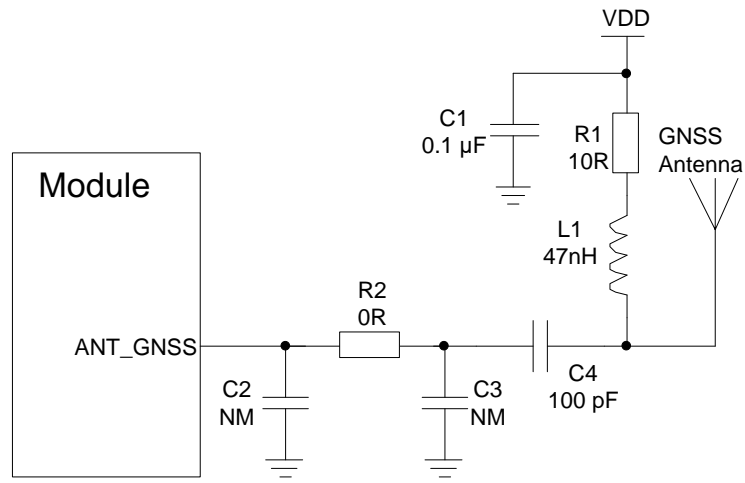 VDD
C1
0.1 µF
R1
10R
GNSS
Antenna
Module
L1
47nH
R2
0R
ANT_GNSS
C2
NM
C3
NM
C4
100 pF